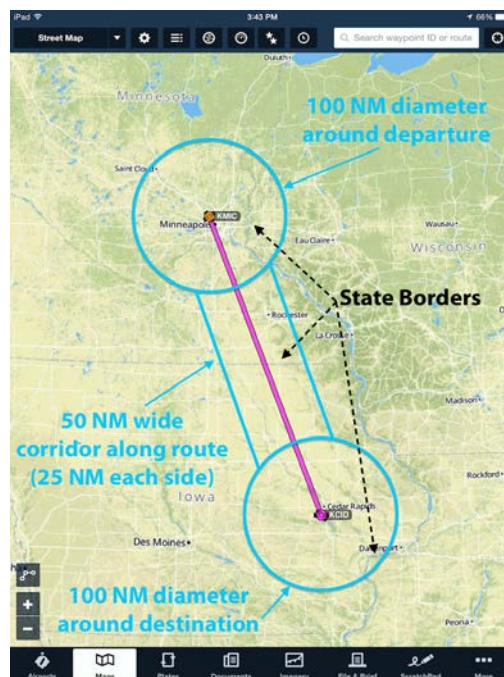 iPad
3:43 PM
66%
Street Map
Search waypoint ID or route
Duluth
Minnesota
100 NM diameter
around departure
Saint Cloud
KMIC
Minneapolis
Eau Claire
Wausau
Wisconsin
State Borders
Rochester
La Crosse
50 NM wide
corridor along route
(25 NM each side)
Madison
Rockford
Iowa
Cedar Rapids
KCID
Des Moines
Davenport
100 NM diameter
around destination
Peoria
Airports
Maps
Plates
Documents
Imagery
File & Brief
ScratchPad
More